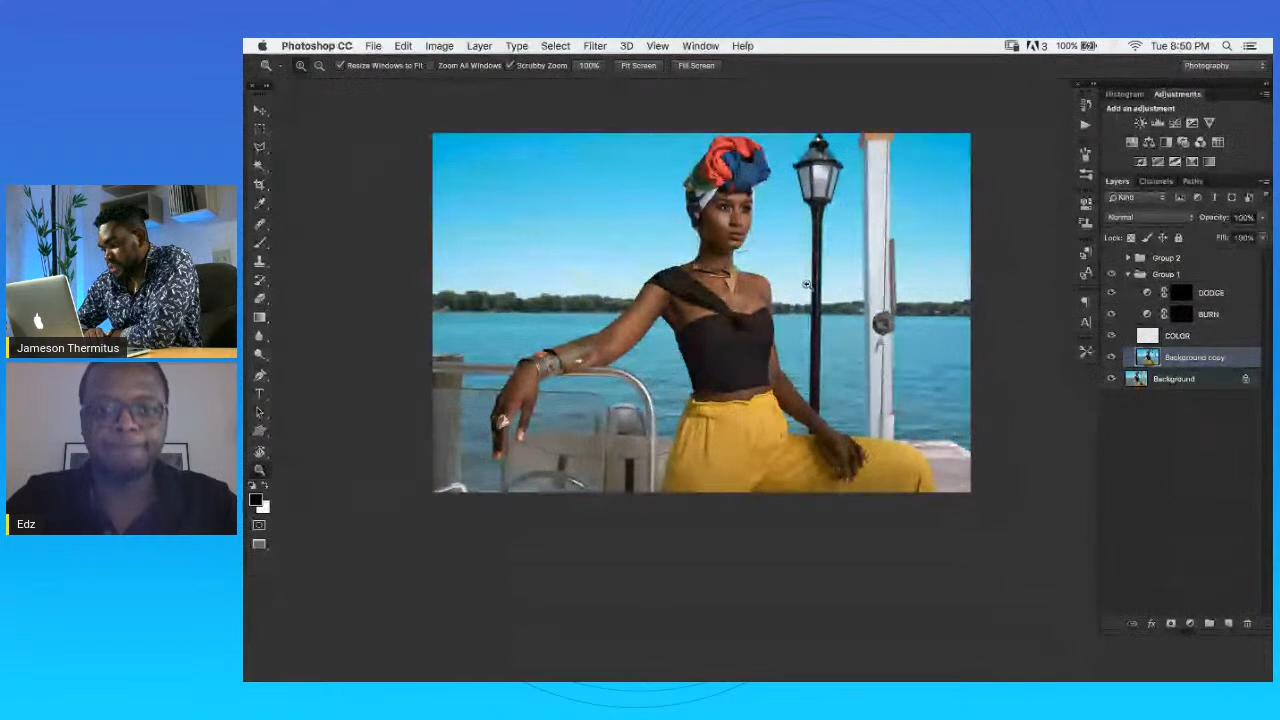 Photoshop CC File Edit Image Layer Type Select Filter 3D View Window Help 3 100% Tue 8:50 PM
Resize Windows to Fit Zoom All Windows Scrubby Zoom 100% Fit Screen Fill Screen Photography
Histogram Adjustments
Add an adjustment
Layers Channels Paths
Kind
Normal Opacity: 100%
Lock: Fill: 100%
Group 2
Group 1
DODGE
BURN
COLOR
Background copy
Background
Jameson Thermitus
Edz